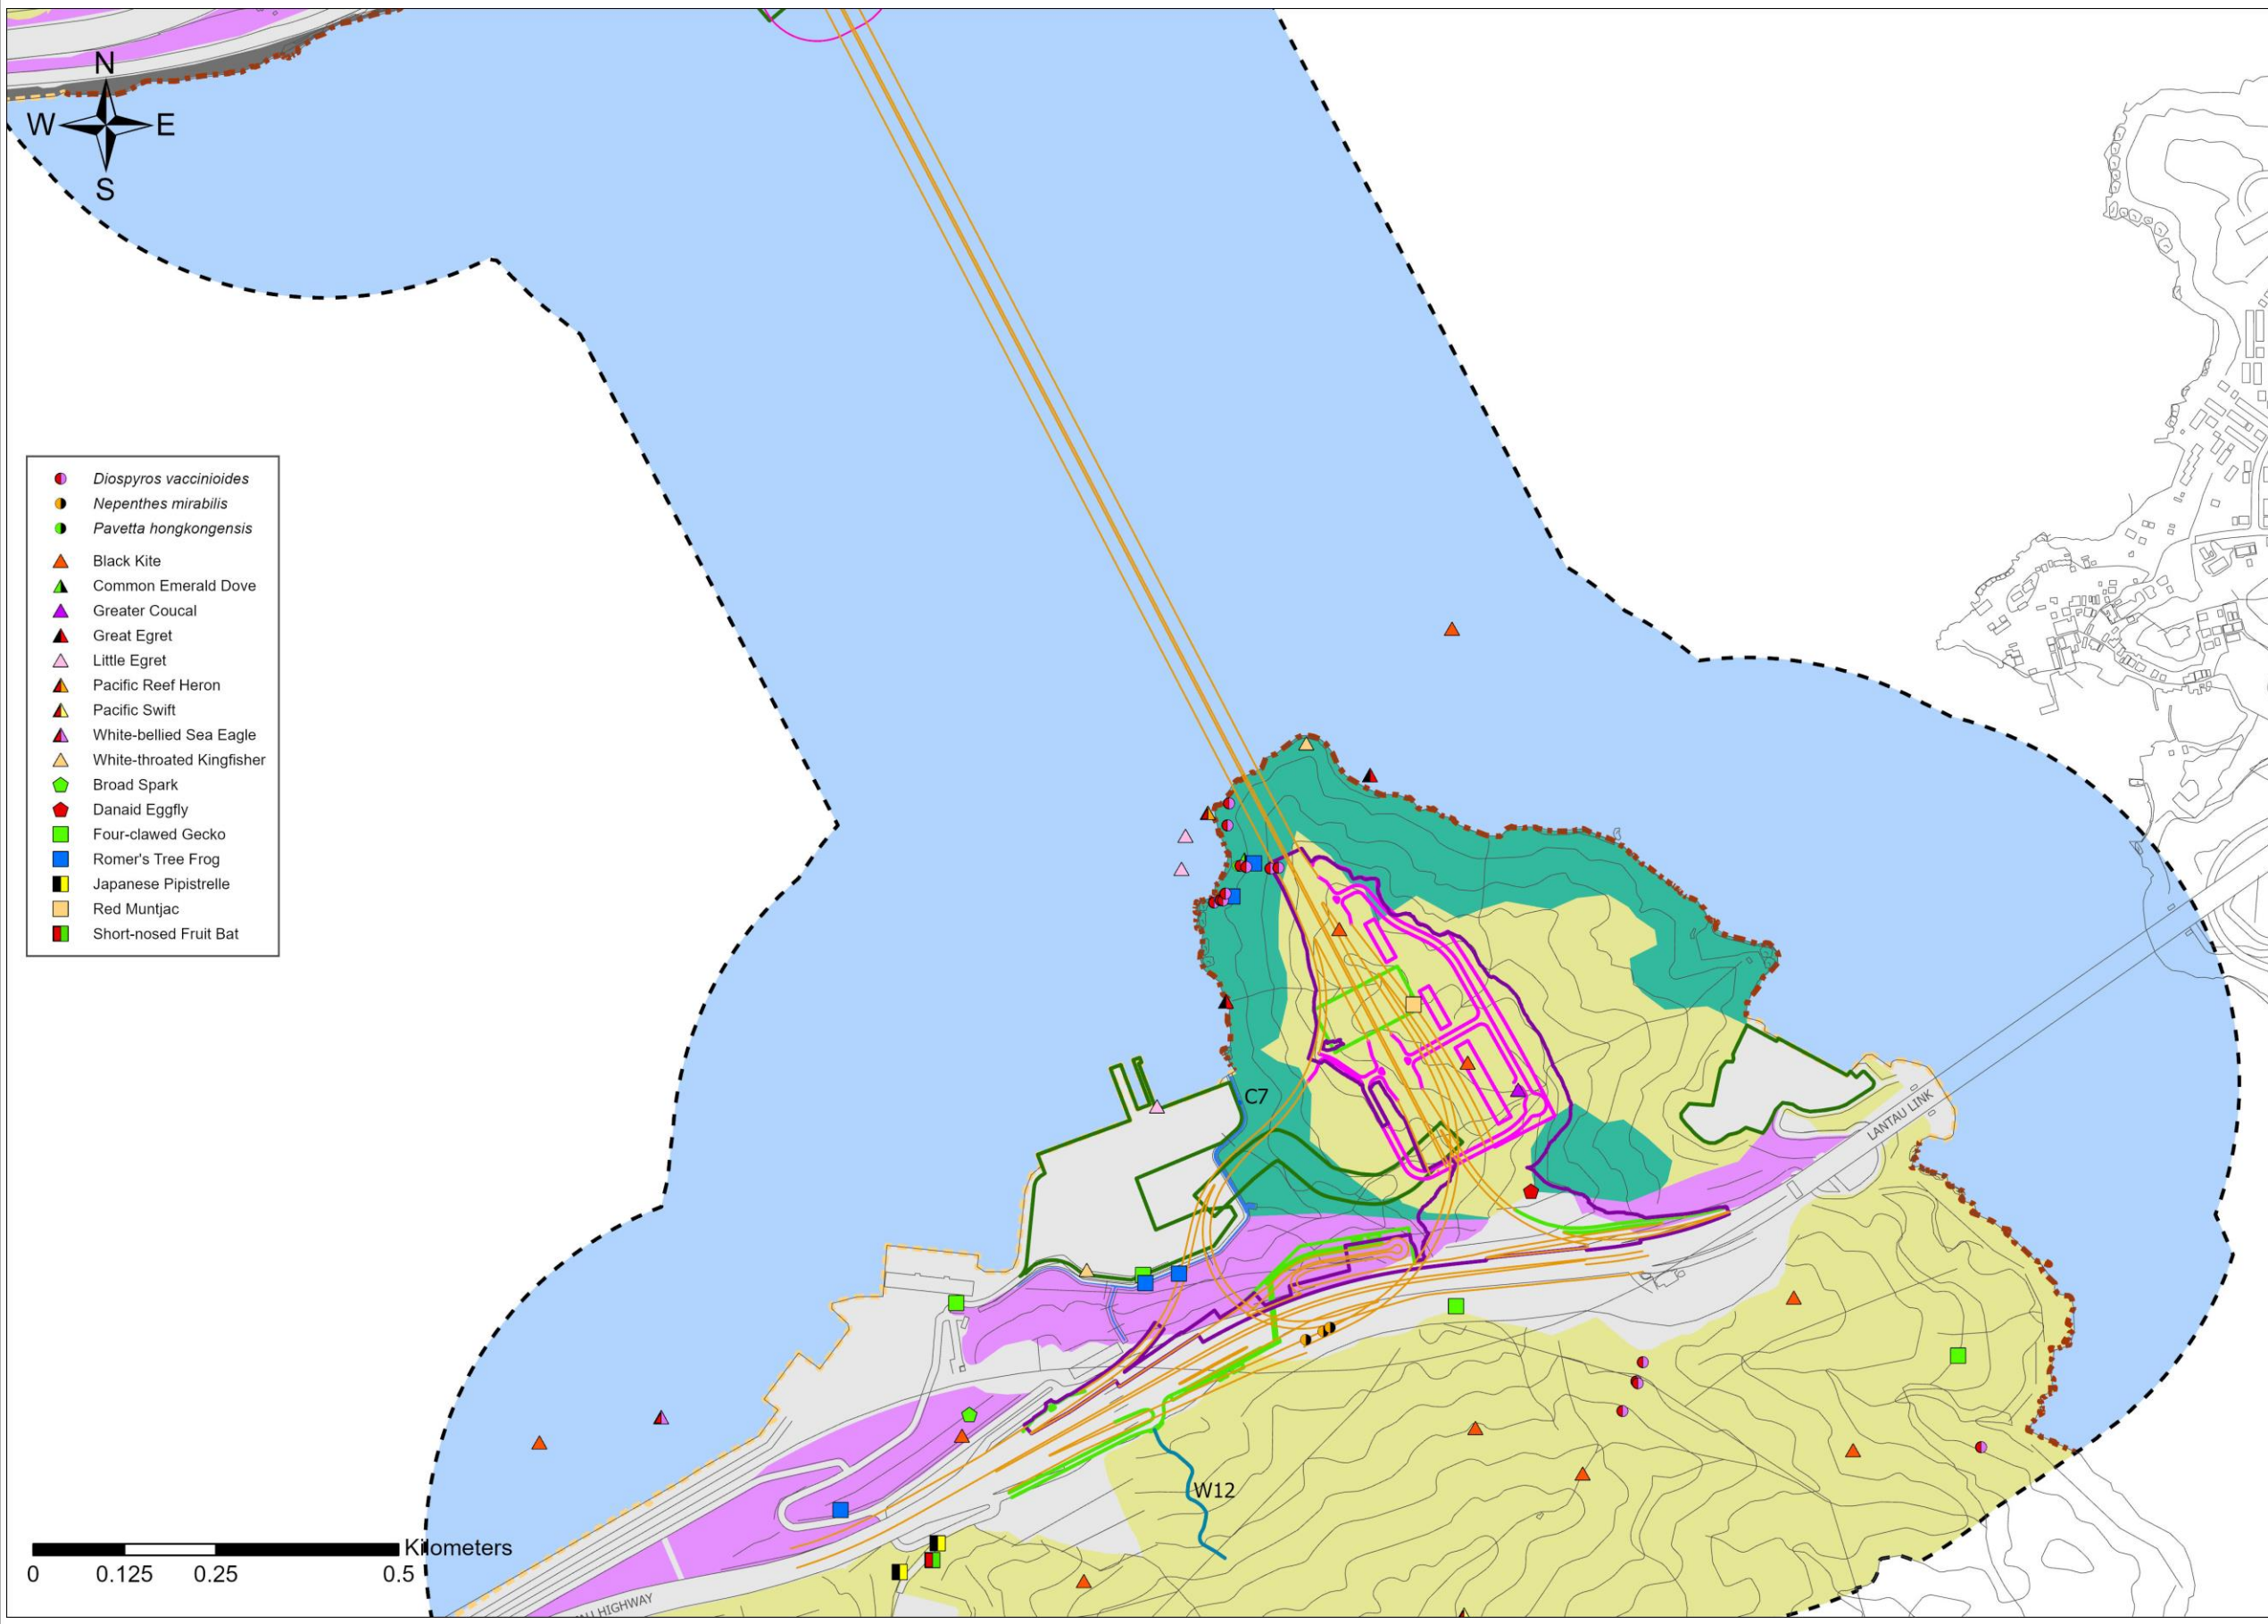 N
W E
S
Diospyros vaccinioides
Nepenthes mirabilis
Pavetta hongkongensis
Black Kite
Common Emerald Dove
Greater Coucal
Great Egret
Little Egret
Pacific Reef Heron
Pacific Swift
White-bellied Sea Eagle
White-throated Kingfisher
Broad Spark
Danaid Eggfly
Four-clawed Gecko
Romer's Tree Frog
Japanese Pipistrelle
Red Muntjac
Short-nosed Fruit Bat
C7
LANTAU LINK
W12
Kilometers
0 0.125 0.25 0.5
AU HIGHWAY